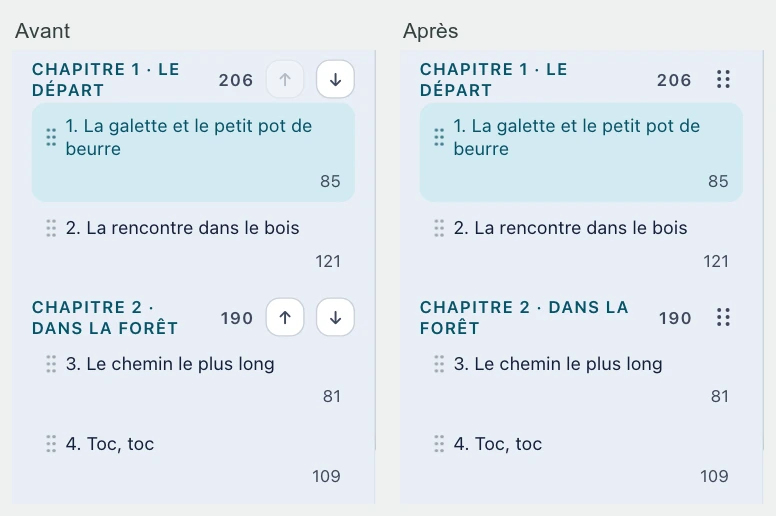 Avant
CHAPITRE 1 · LE
DÉPART
206
1. La galette et le petit pot de
beurre
85
2. La rencontre dans le bois
121
CHAPITRE 2 ·
DANS LA FORÊT
190
3. Le chemin le plus long
81
4. Toc, toc
109
Après
CHAPITRE 1 · LE
DÉPART
206
1. La galette et le petit pot de
beurre
85
2. La rencontre dans le bois
121
CHAPITRE 2 · DANS LA
FORÊT
190
3. Le chemin le plus long
81
4. Toc, toc
109